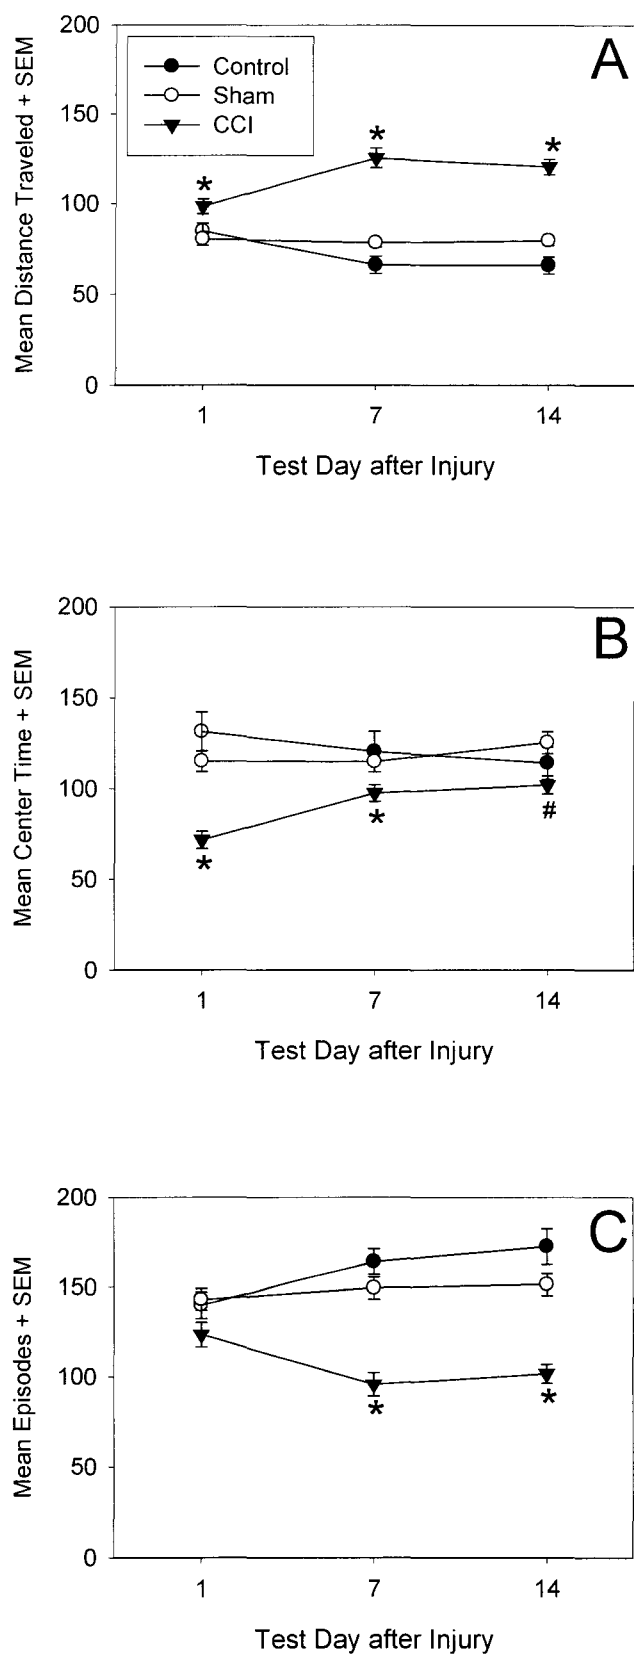 A
Control
Sham
CCI
200
150
100
50
0
Mean Distance Traveled + SEM
*
*
*
1 7 14
Test Day after Injury
B
200
150
100
50
0
Mean Center Time + SEM
*
*
#
1 7 14
Test Day after Injury
C
200
150
100
50
0
Mean Episodes + SEM
*
*
1 7 14
Test Day after Injury